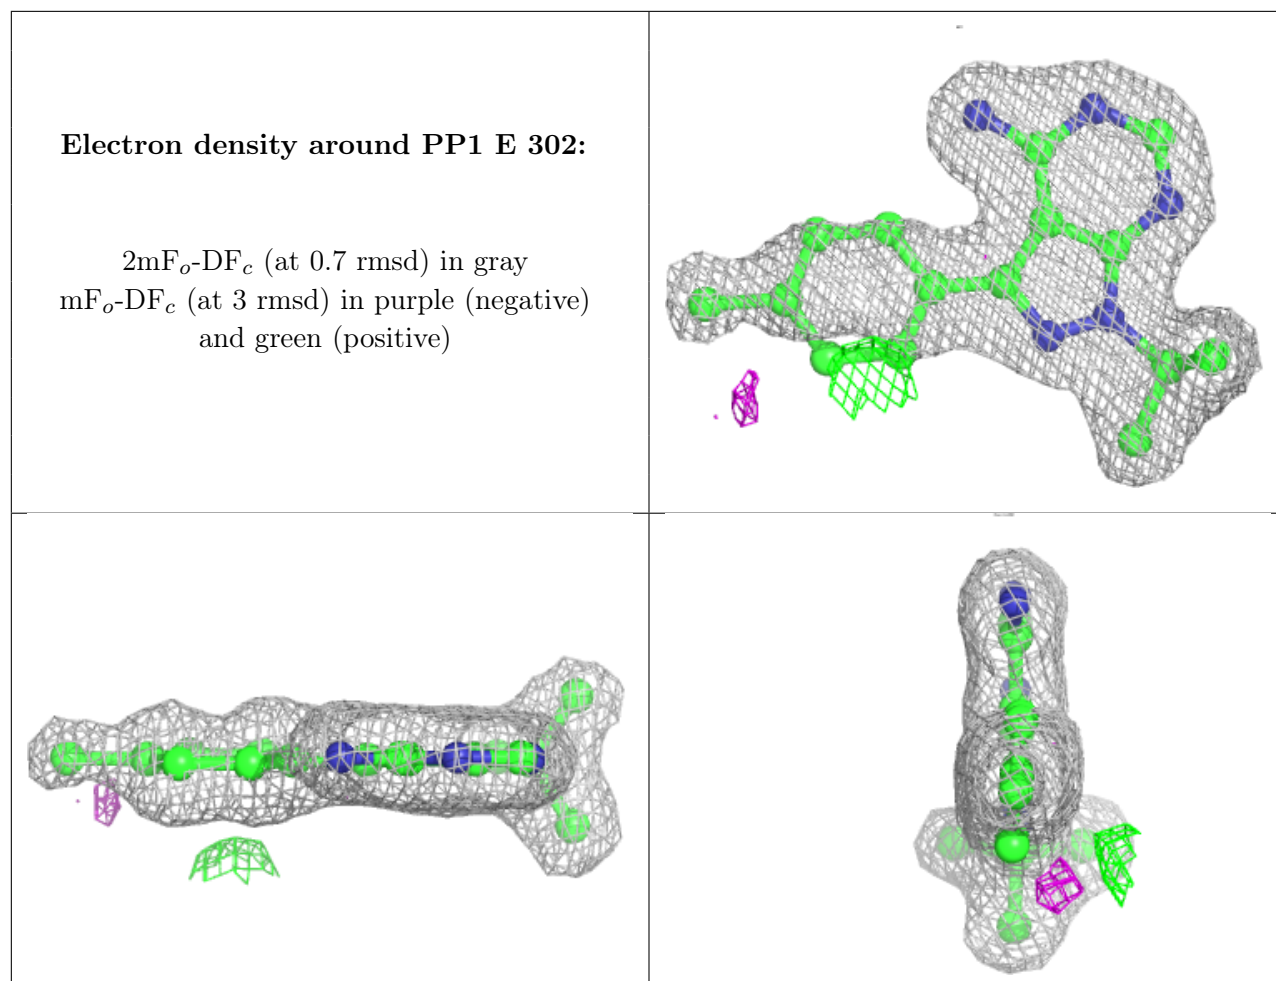 Electron density around PP1 E 302:
2mFo-DFc (at 0.7 rmsd) in gray
mFo-DFc (at 3 rmsd) in purple (negative)
and green (positive)